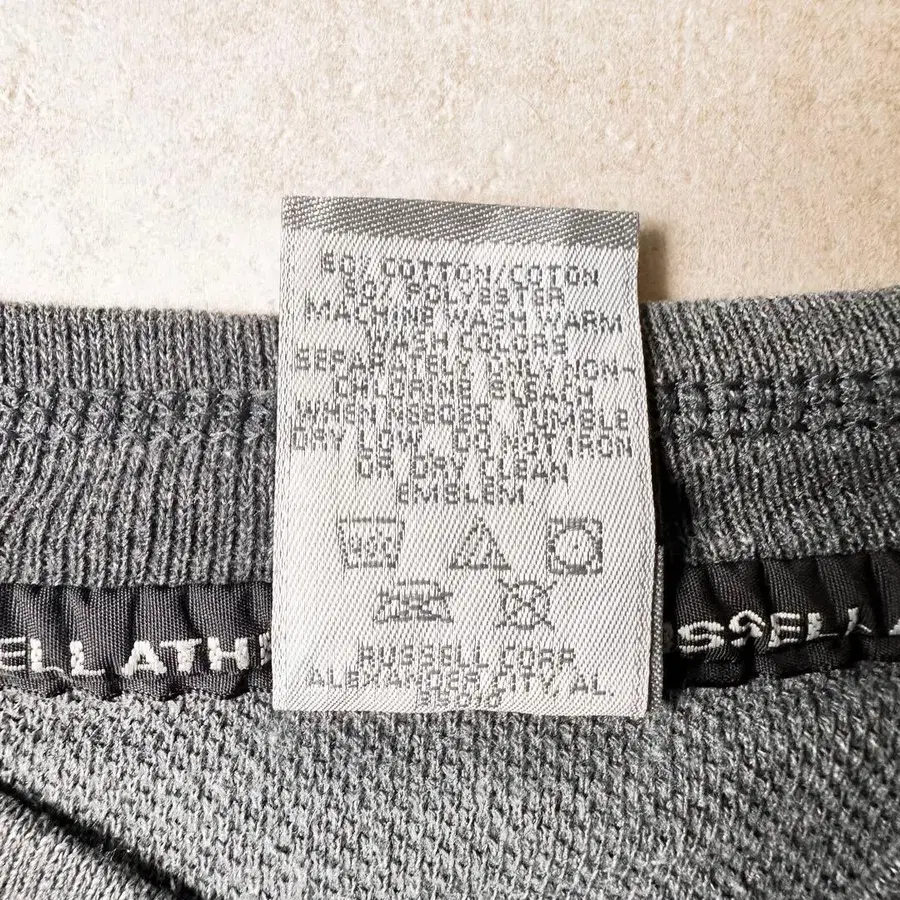 50/ COTTON/COTON
50/ POLYESTER
MACHINE WASH WARM
WASH COLORS
SEPARATELY ONLY NON-
CHLORINE BLEACH
WHEN NEEDED TUMBLE
DRY LOW DO NOT IRON
OR DRY CLEAN
EMBLEM
RUSSELL CORP
ALEXANDER CITY, AL.
ELL ATH
SSELL A